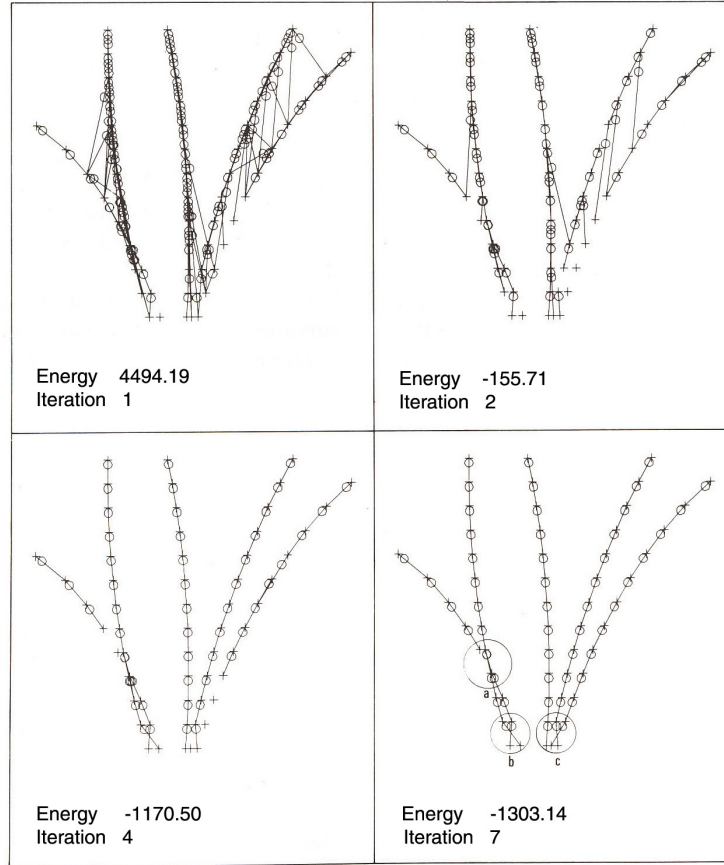 Energy 4494.19
Iteration 1
Energy -155.71
Iteration 2
Energy -1170.50
Iteration 4
a
b
c
Energy -1303.14
Iteration 7